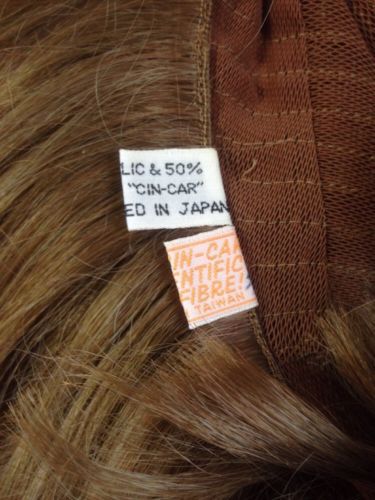 LIC & 50%
"CIN-CAR"
ED IN JAPAN
IN-CAR
ENTIFIC
FIBRE!
TAIWAN